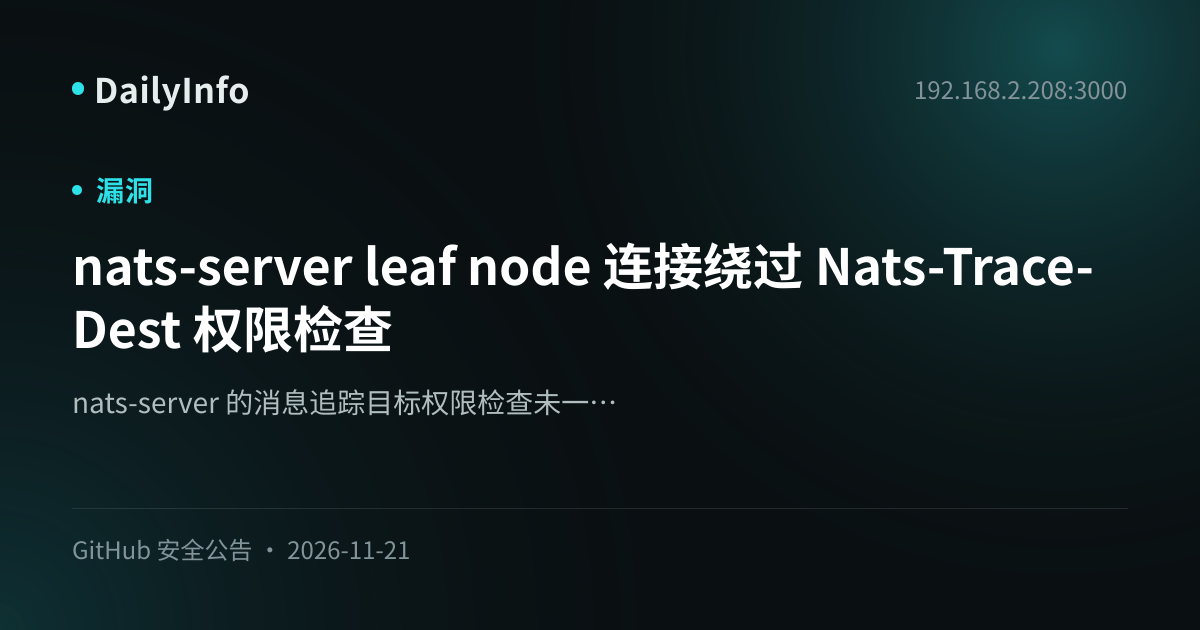 DailyInfo
192.168.2.208:3000
漏洞
nats-server leaf node 连接绕过 Nats-Trace-
Dest 权限检查
nats-server 的消息追踪目标权限检查未一…
GitHub 安全公告 · 2026-11-21